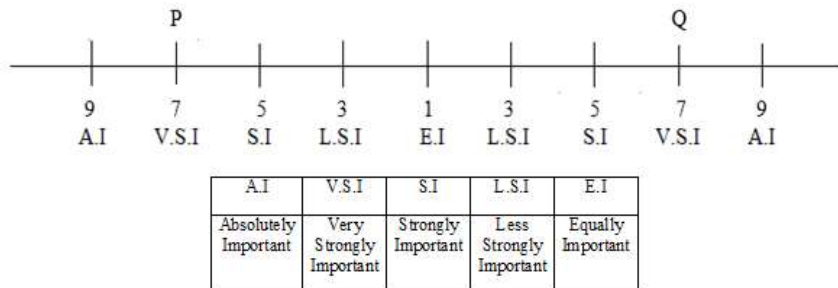 P Q
9 7 5 3 1 3 5 7 9
A.I V.S.I S.I L.S.I E.I L.S.I S.I V.S.I A.I
A.I V.S.I S.I L.S.I E.I
Absolutely Very Strongly Less Equally
Important Strongly Important Strongly Important
Important Important